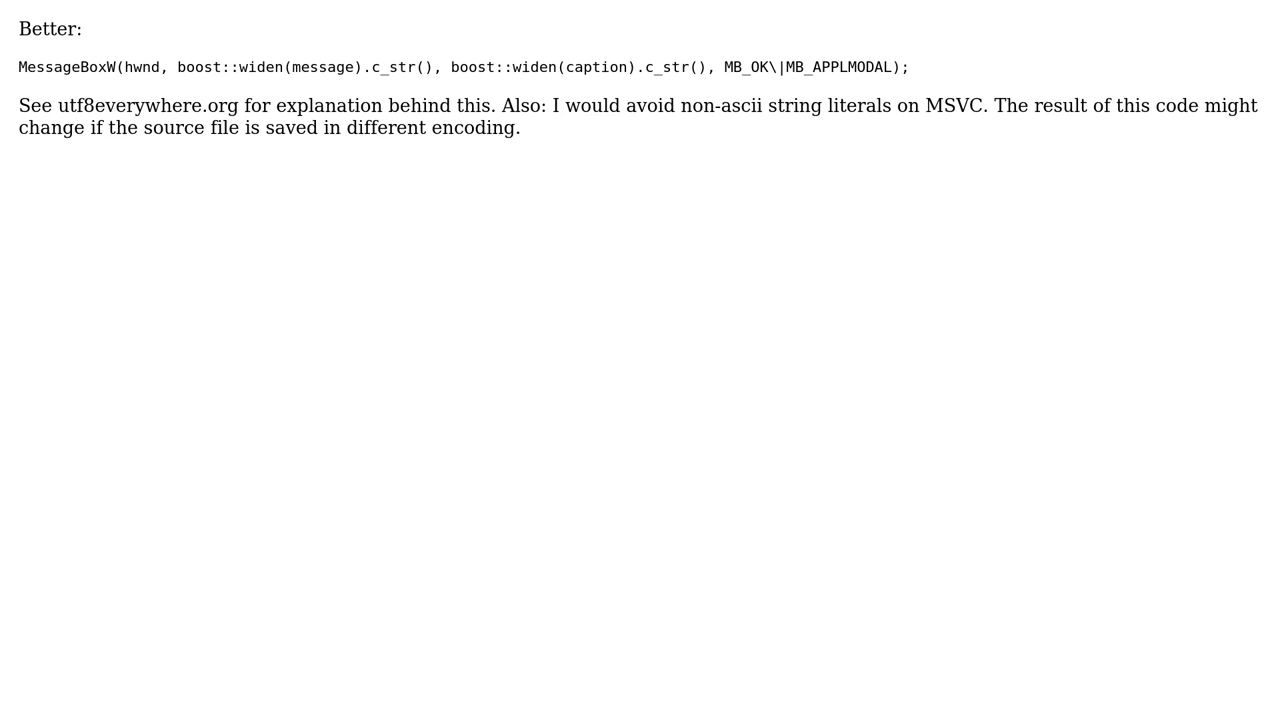 Better:
MessageBoxW(hwnd, boost::widen(message).c_str(), boost::widen(caption).c_str(), MB_OK\|MB_APPLMODAL);
See utf8everywhere.org for explanation behind this. Also: I would avoid non-ascii string literals on MSVC. The result of this code might
change if the source file is saved in different encoding.